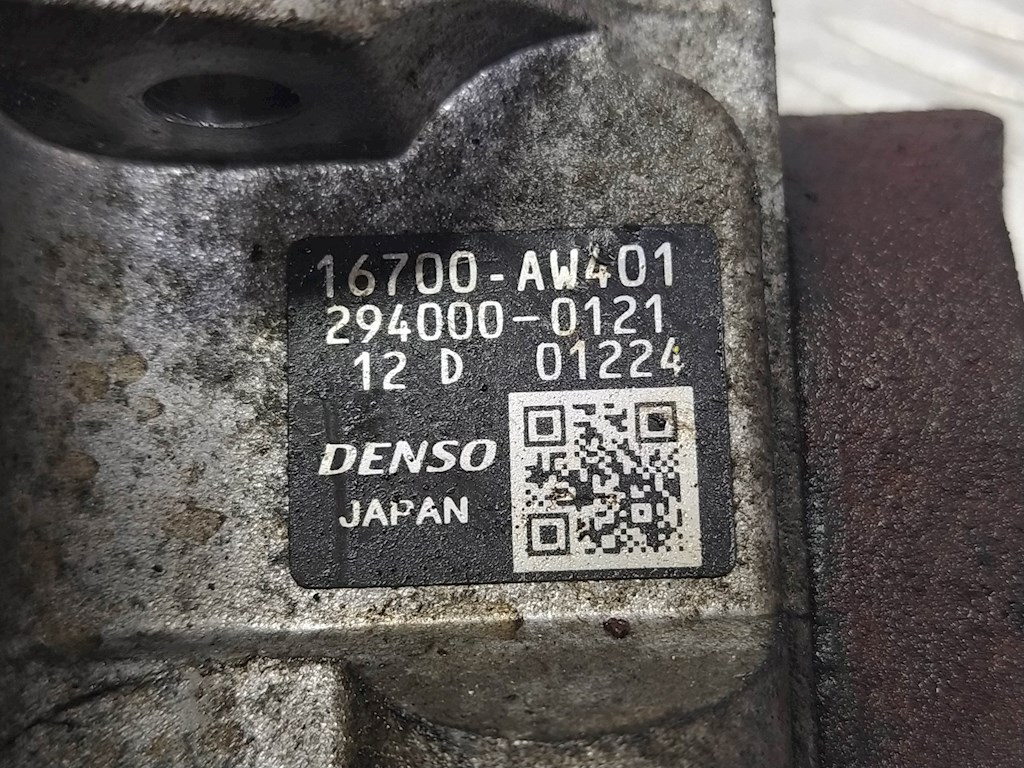 16700-AW401
294000-0121
12 D 01224
DENSO
JAPAN